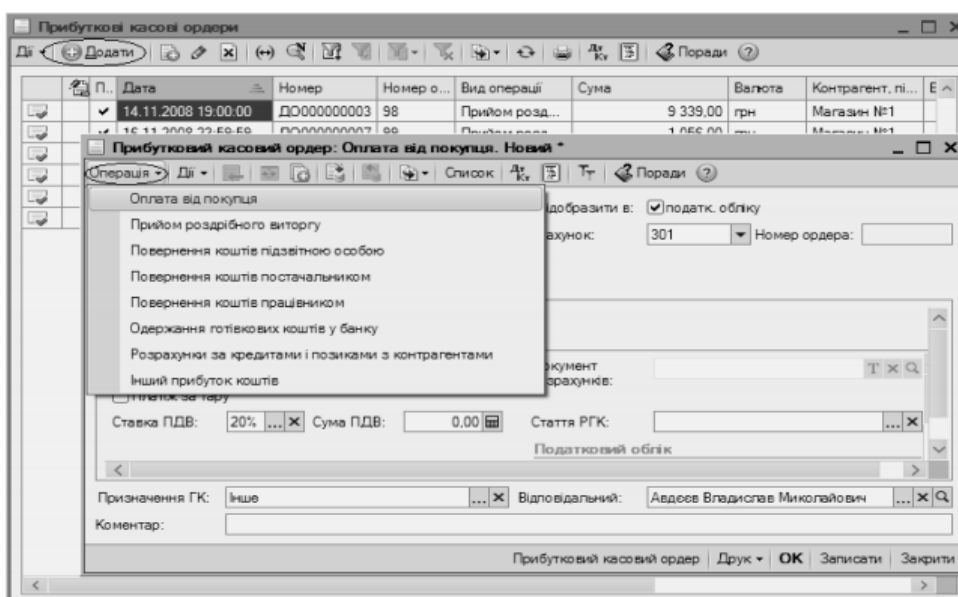 Прибуткові касові ордери
Дії Додати Поради
П.. Дата Номер Номер о... Вид операції Сума Валюта Контрагент, пі...
14.11.2008 19:00:00 ДО000000003 98 Прийом розд... 9 339,00 грн Магазин №1
Прибутковий касовий ордер: Оплата від покупця. Новий *
Операція Дії Список Поради
Оплата від покупця
Прийом роздрібного виторгу
Повернення коштів підзвітною особою
Повернення коштів постачальником
Повернення коштів працівником
Одержання готівкових коштів у банку
Розрахунки за кредитами і позиками з контрагентами
Інший прибуток коштів
ідобразити в: податк. обліку
ахунок: 301 Номер ордера:
окумент
озрахунків:
Ставка ПДВ: 20% ... Сума ПДВ: 0,00 Стаття РГК: ...
Податковий облік
Призначення ГК: Інше ... Відповідальний: Авдєєв Владислав Миколайович ...
Коментар:
Прибутковий касовий ордер Друк OK Записати Закрити